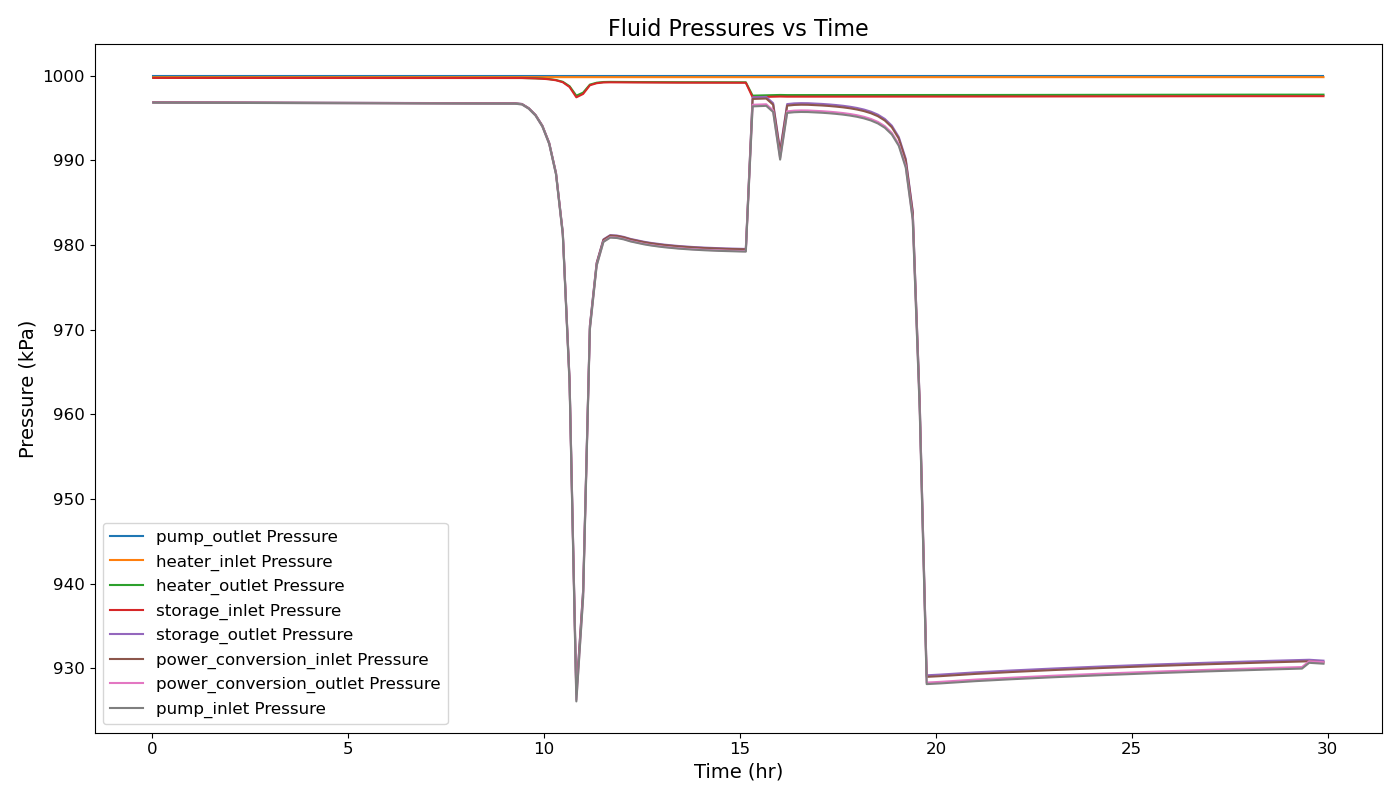 Fluid Pressures vs Time
Pressure (kPa)
1000
990
980
970
960
950
940
930
pump_outlet Pressure
heater_inlet Pressure
heater_outlet Pressure
storage_inlet Pressure
storage_outlet Pressure
power_conversion_inlet Pressure
power_conversion_outlet Pressure
pump_inlet Pressure
0 5 10 15 20 25 30
Time (hr)